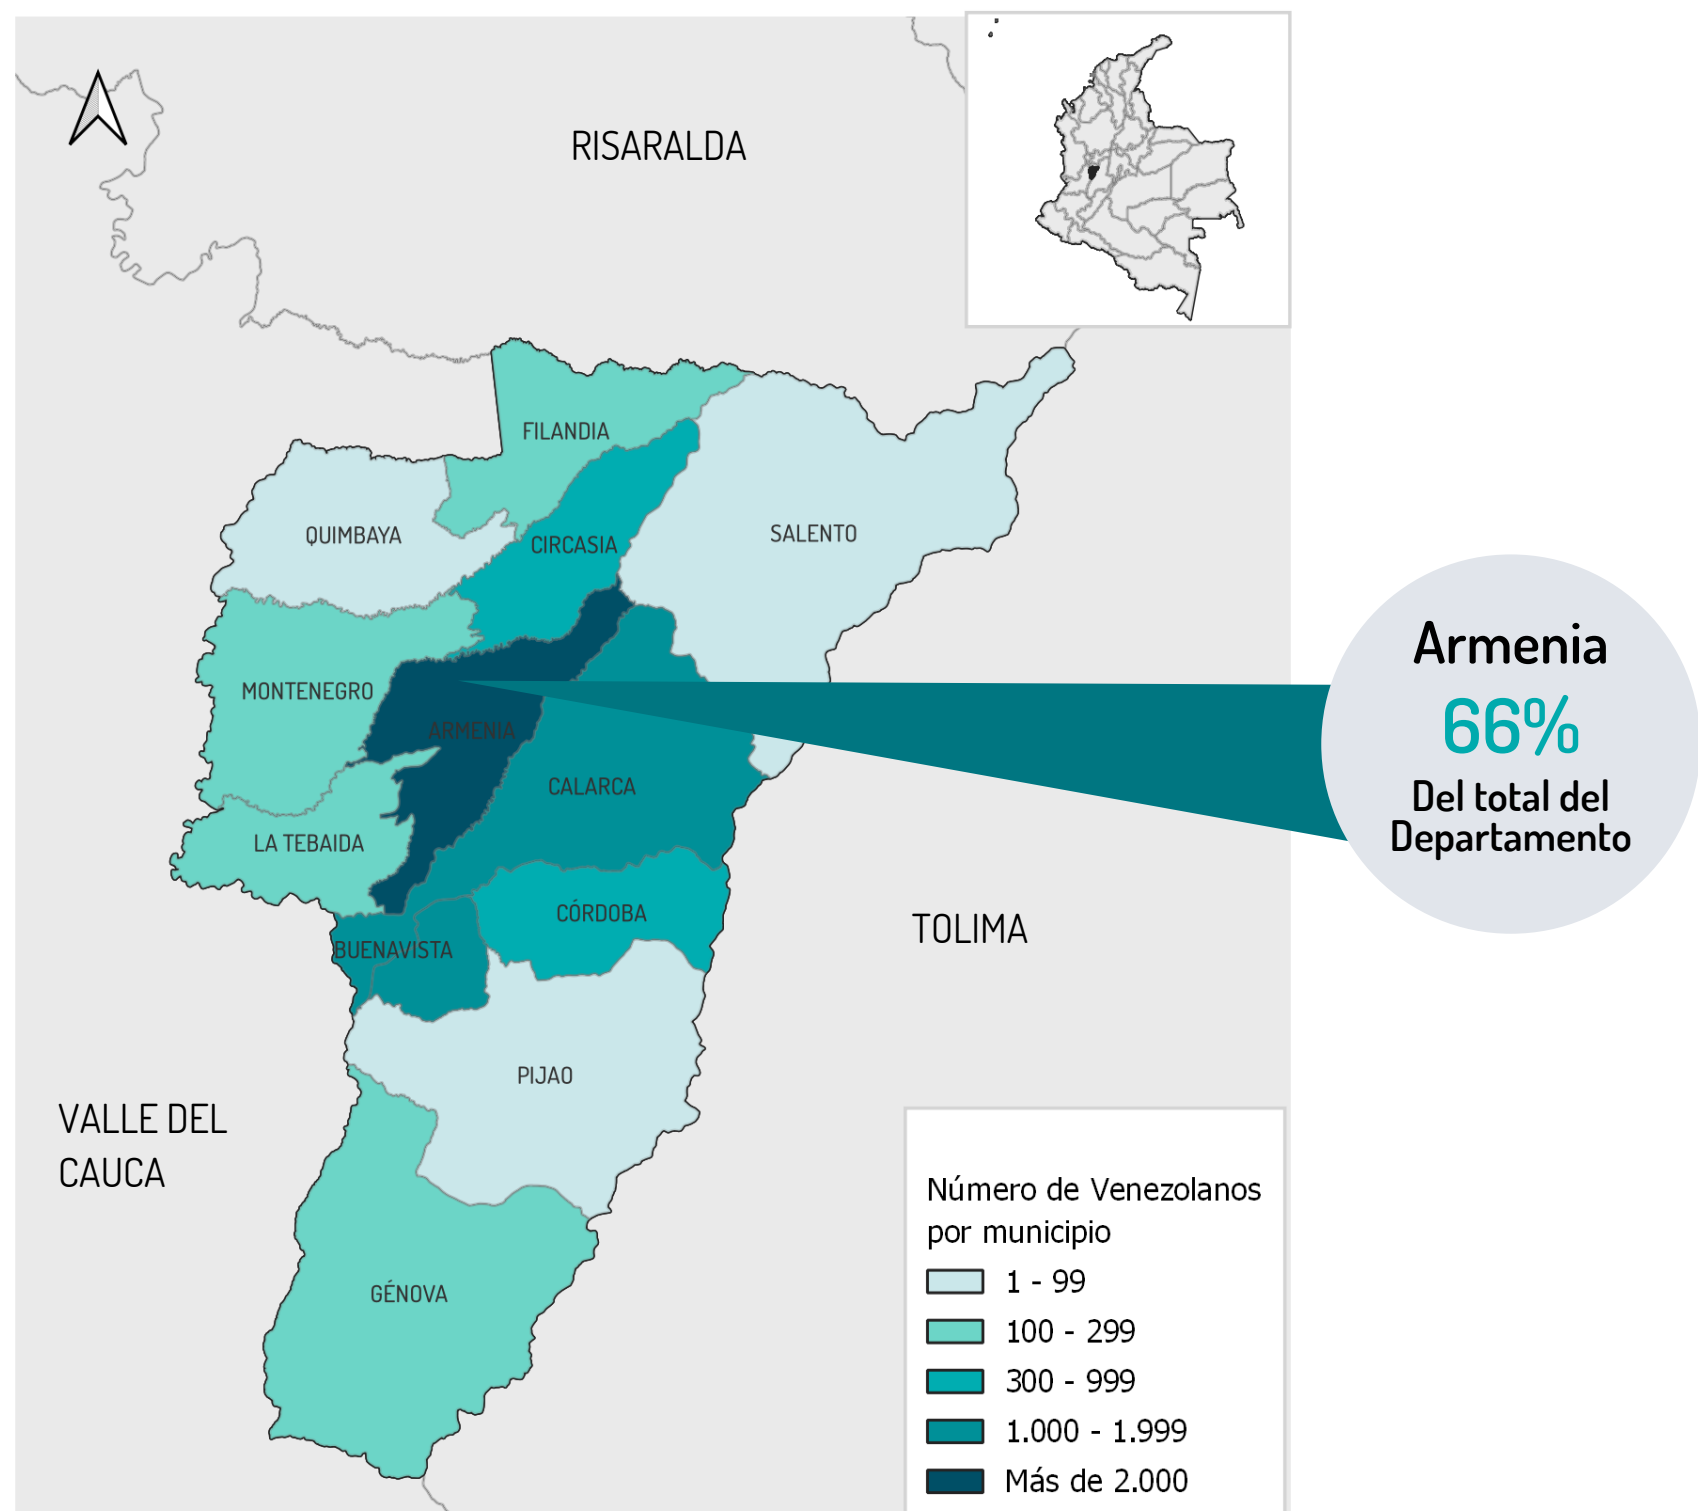 RISARALDA
FILANDIA
QUIMBAYA
CIRCASIA
SALENTO
MONTENEGRO
ARMENIA
CALARCA
LA TEBAIDA
CÓRDOBA
BUENAVISTA
TOLIMA
PIJAO
VALLE DEL
CAUCA
GÉNOVA
Armenia
66%
Del total del
Departamento
Número de Venezolanos
por municipio
1 - 99
100 - 299
300 - 999
1.000 - 1.999
Más de 2.000